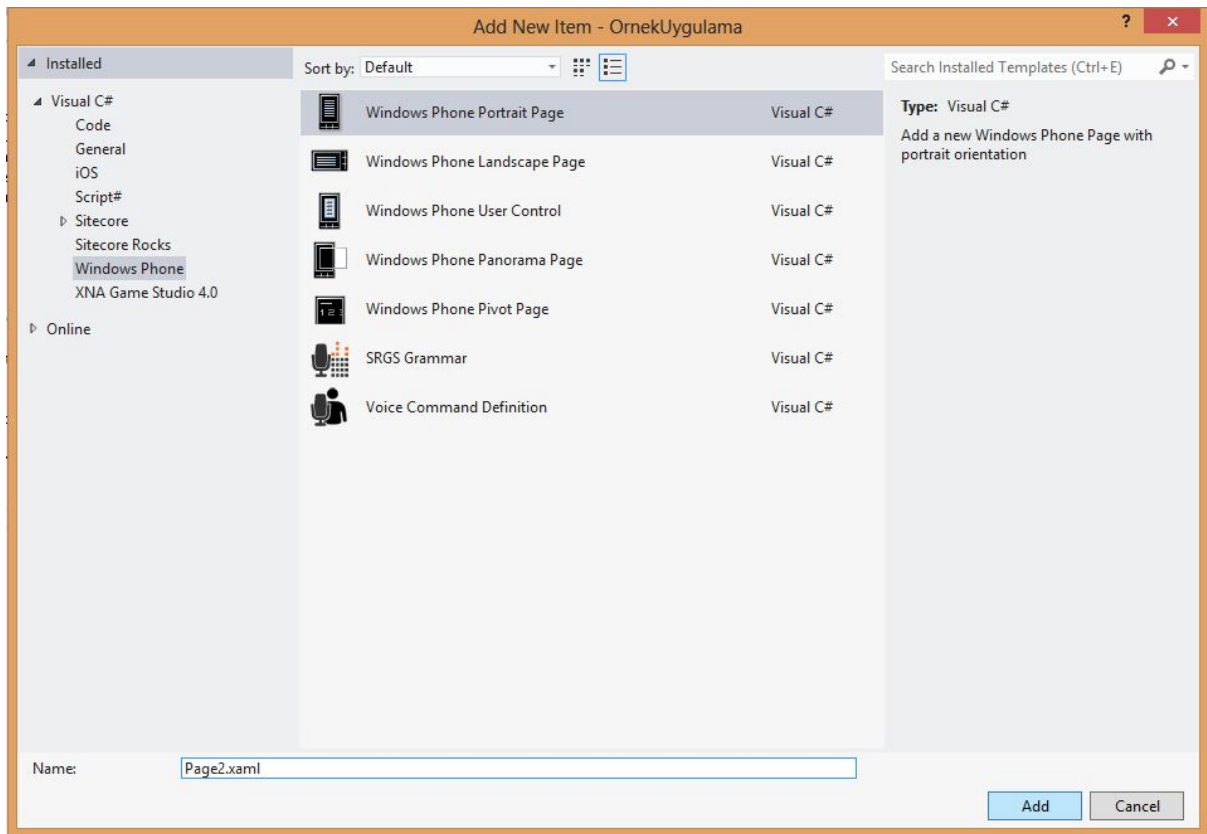 Add New Item - OrnekUygulama
?
Installed
Sort by: Default
Search Installed Templates (Ctrl+E)
Visual C#
Code
General
iOS
Script#
Sitecore
Sitecore Rocks
Windows Phone
XNA Game Studio 4.0
Online
Windows Phone Portrait Page Visual C#
Windows Phone Landscape Page Visual C#
Windows Phone User Control Visual C#
Windows Phone Panorama Page Visual C#
Windows Phone Pivot Page Visual C#
SRGS Grammar Visual C#
Voice Command Definition Visual C#
Type: Visual C#
Add a new Windows Phone Page with
portrait orientation
Name: Page2.xaml
Add Cancel